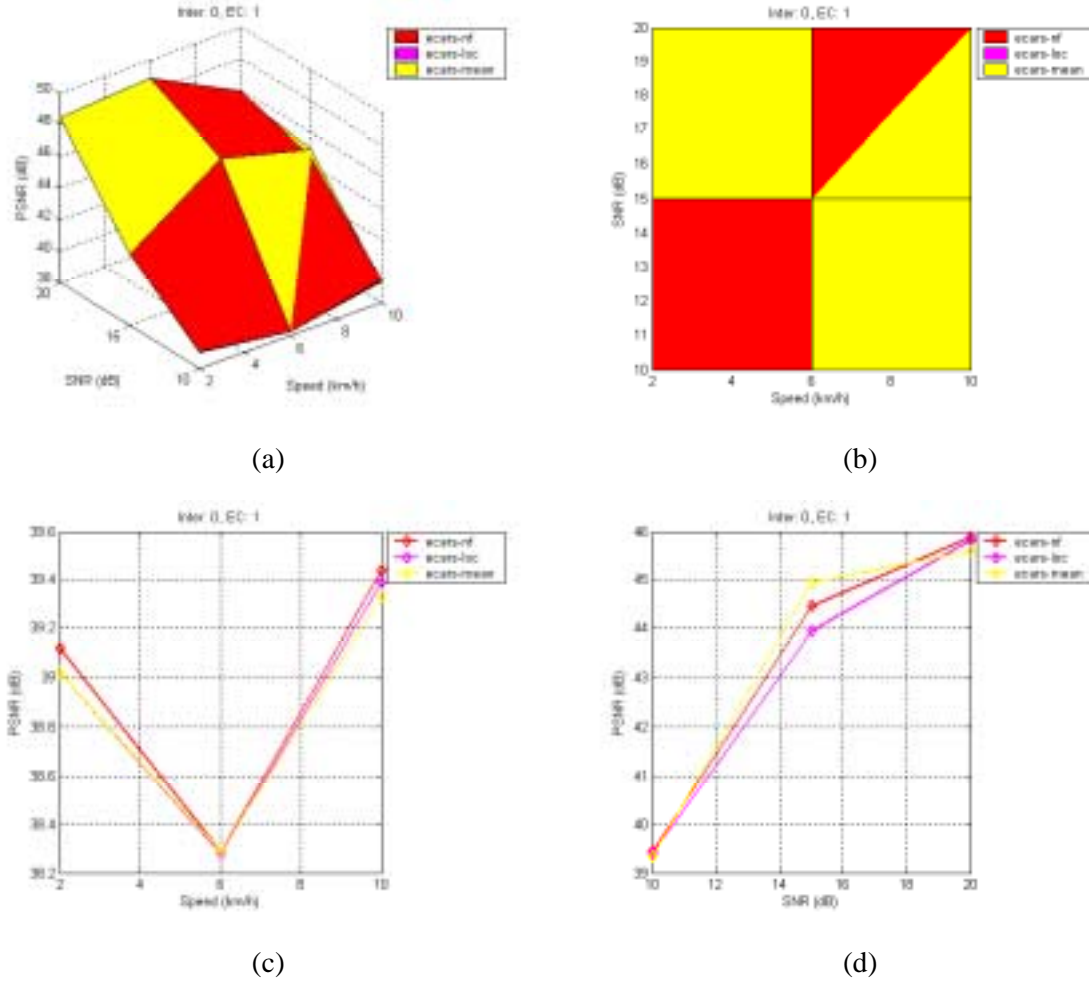 Inter: 0, EC: 1
ecars-nf
ecars-loc
ecars-mean
50
48
46
44
42
40
38
PSNR (dB)
20
15
10
SNR (dB)
2
4
6
8
10
Speed (km/h)
(a)
Inter: 0, EC: 1
ecars-nf
ecars-loc
ecars-mean
20
19
18
17
16
15
14
13
12
11
10
SNR (dB)
2
4
6
8
10
Speed (km/h)
(b)
Inter: 0, EC: 1
ecars-nf
ecars-loc
ecars-mean
39.6
39.4
39.2
39
38.8
38.6
38.4
38.2
PSNR (dB)
2
4
6
8
10
Speed (km/h)
(c)
Inter: 0, EC: 1
ecars-nf
ecars-loc
ecars-mean
46
45
44
43
42
41
40
39
PSNR (dB)
10
12
14
16
18
20
SNR (dB)
(d)